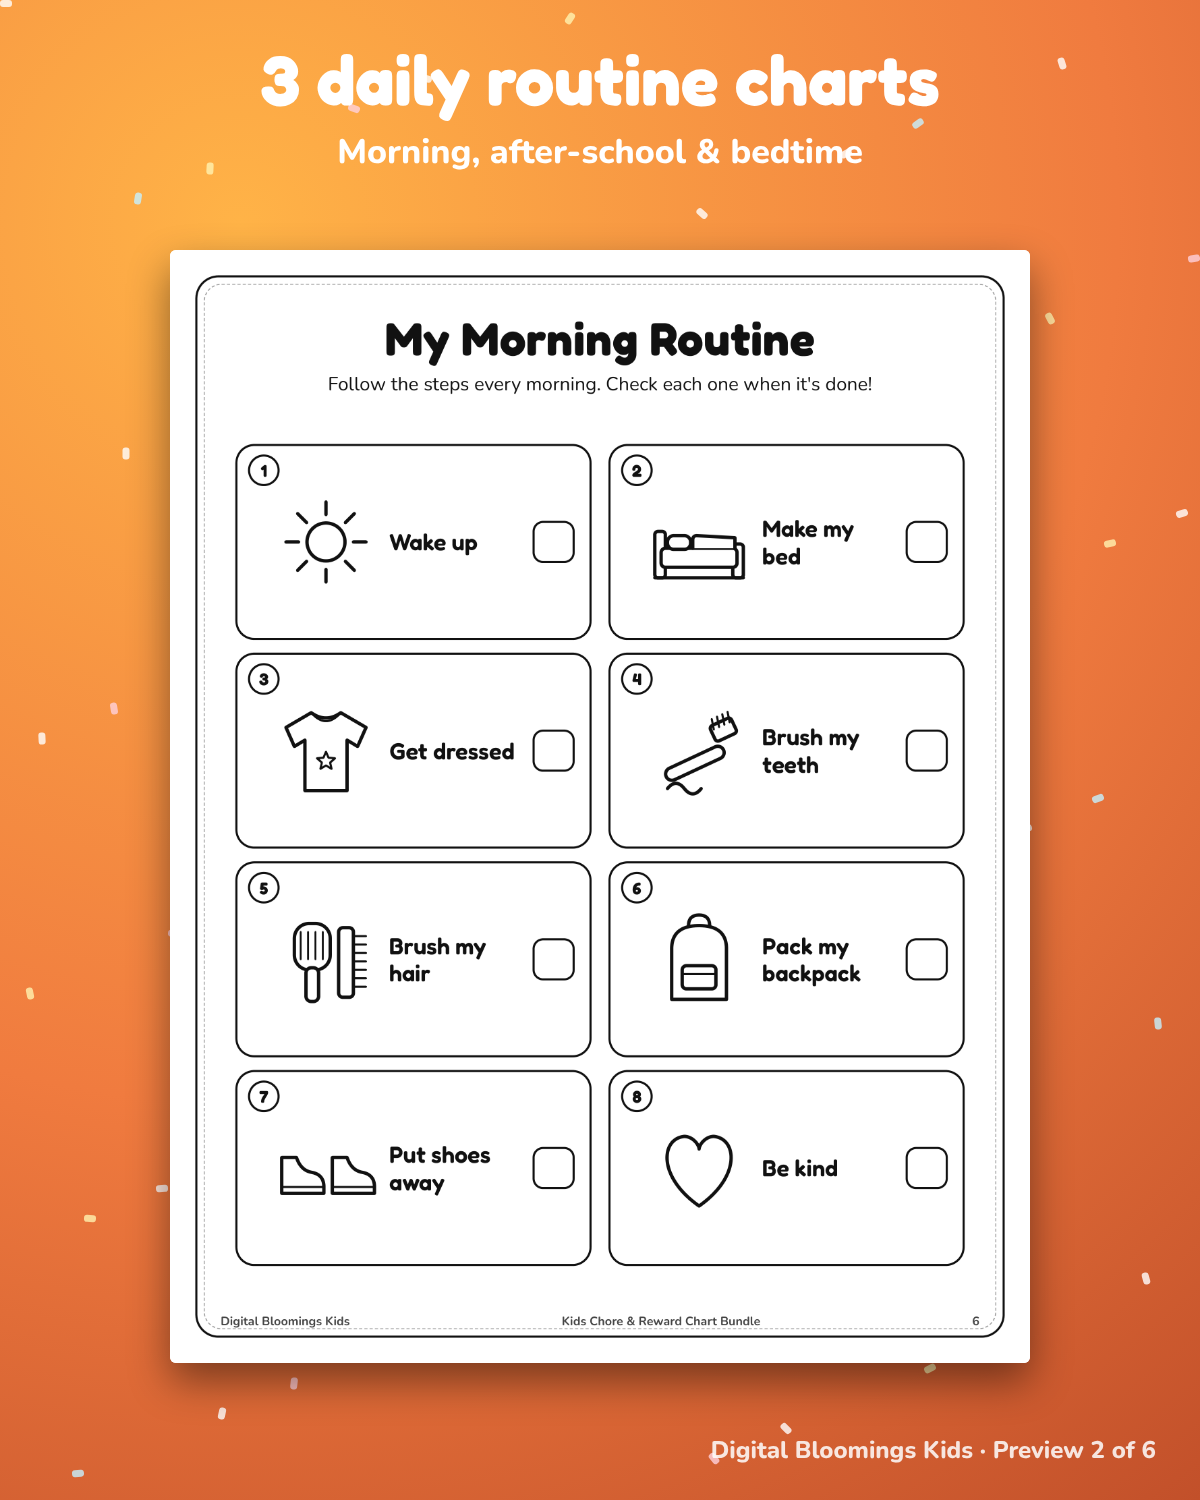 3 daily routine charts
Morning, after-school & bedtime
My Morning Routine
Follow the steps every morning. Check each one when it's done!
1
Wake up
2
Make my
bed
3
Get dressed
4
Brush my
teeth
5
Brush my
hair
6
Pack my
backpack
7
Put shoes
away
8
Be kind
Digital Bloomings Kids
Kids Chore & Reward Chart Bundle
6
Digital Bloomings Kids · Preview 2 of 6